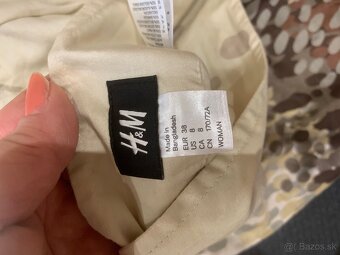 H&M
Made in
Bangladesh
EUR 38
US 8
CA 8
CN 170/72A
WOMAN
Bazos.sk